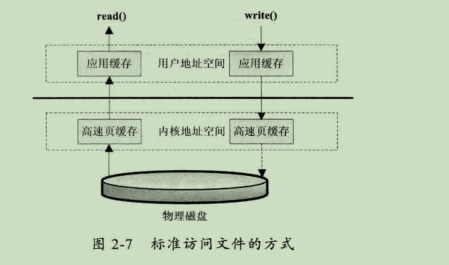 read() write()
应用缓存 用户地址空间 应用缓存
高速页缓存 内核地址空间 高速页缓存
物理磁盘
图 2-7 标准访问文件的方式